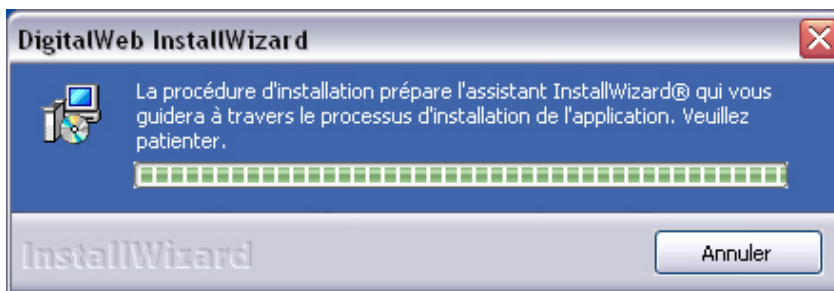 DigitalWeb InstallWizard
La procédure d'installation prépare l'assistant InstallWizard® qui vous
guidera à travers le processus d'installation de l'application. Veuillez
patienter.
InstallWizard
Annuler